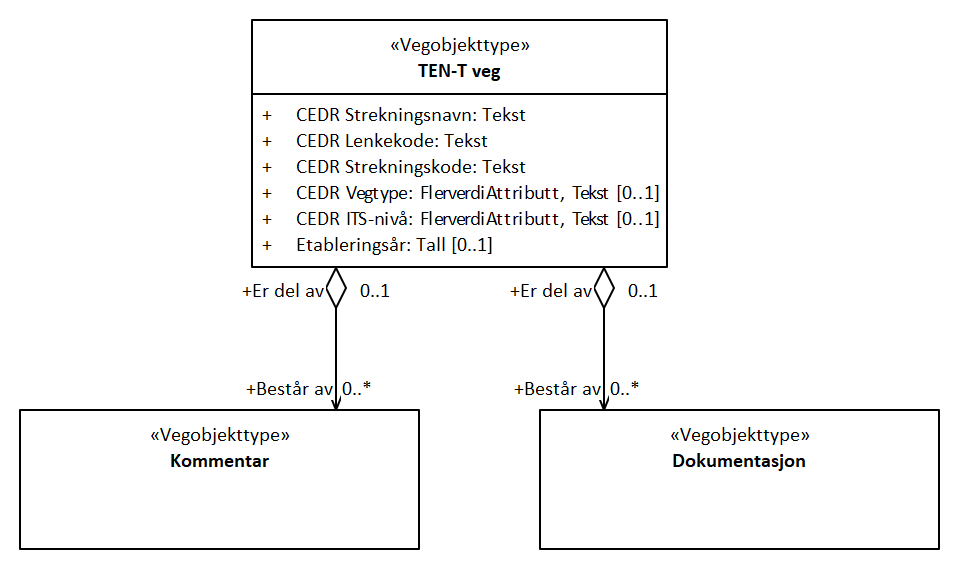 «Vegobjekttype»
TEN-T veg
+ CEDR Strekningsnavn: Tekst
+ CEDR Lenkekode: Tekst
+ CEDR Strekningskode: Tekst
+ CEDR Vegtype: FlerverdiAttributt, Tekst [0..1]
+ CEDR ITS-nivå: FlerverdiAttributt, Tekst [0..1]
+ Etableringsår: Tall [0..1]
+Er del av 0..1 +Er del av 0..1
+Består av 0..* +Består av 0..*
«Vegobjekttype»
Kommentar
«Vegobjekttype»
Dokumentasjon